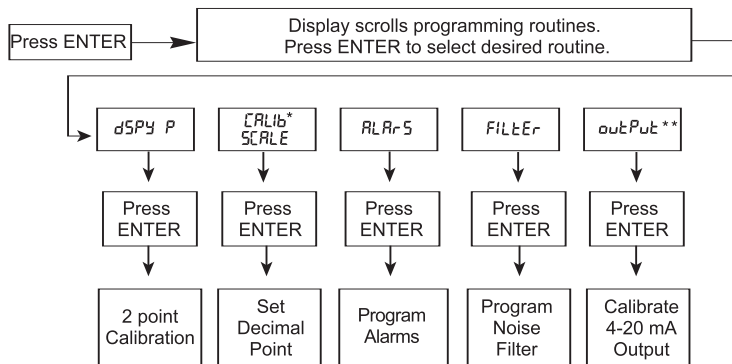 Press ENTER
Display scrolls programming routines.
Press ENTER to select desired routine.
dSPY P
CALIb*
SCALE
ALArS
FILtEr
outPut**
Press
ENTER
Press
ENTER
Press
ENTER
Press
ENTER
Press
ENTER
2 point
Calibration
Set
Decimal
Point
Program
Alarms
Program
Noise
Filter
Calibrate
4-20 mA
Output